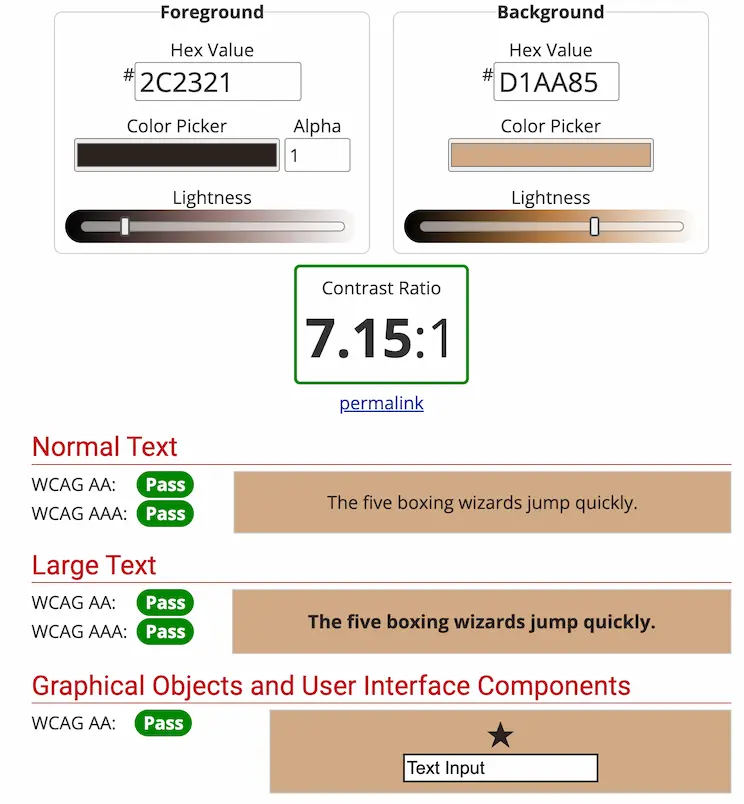 Foreground
Background
Hex Value
Hex Value
#2C2321
#D1AA85
Color Picker
Alpha
Color Picker
1
Lightness
Lightness
Contrast Ratio
7.15:1
permalink
Normal Text
WCAG AA: Pass
WCAG AAA: Pass
The five boxing wizards jump quickly.
Large Text
WCAG AA: Pass
WCAG AAA: Pass
The five boxing wizards jump quickly.
Graphical Objects and User Interface Components
WCAG AA: Pass
Text Input